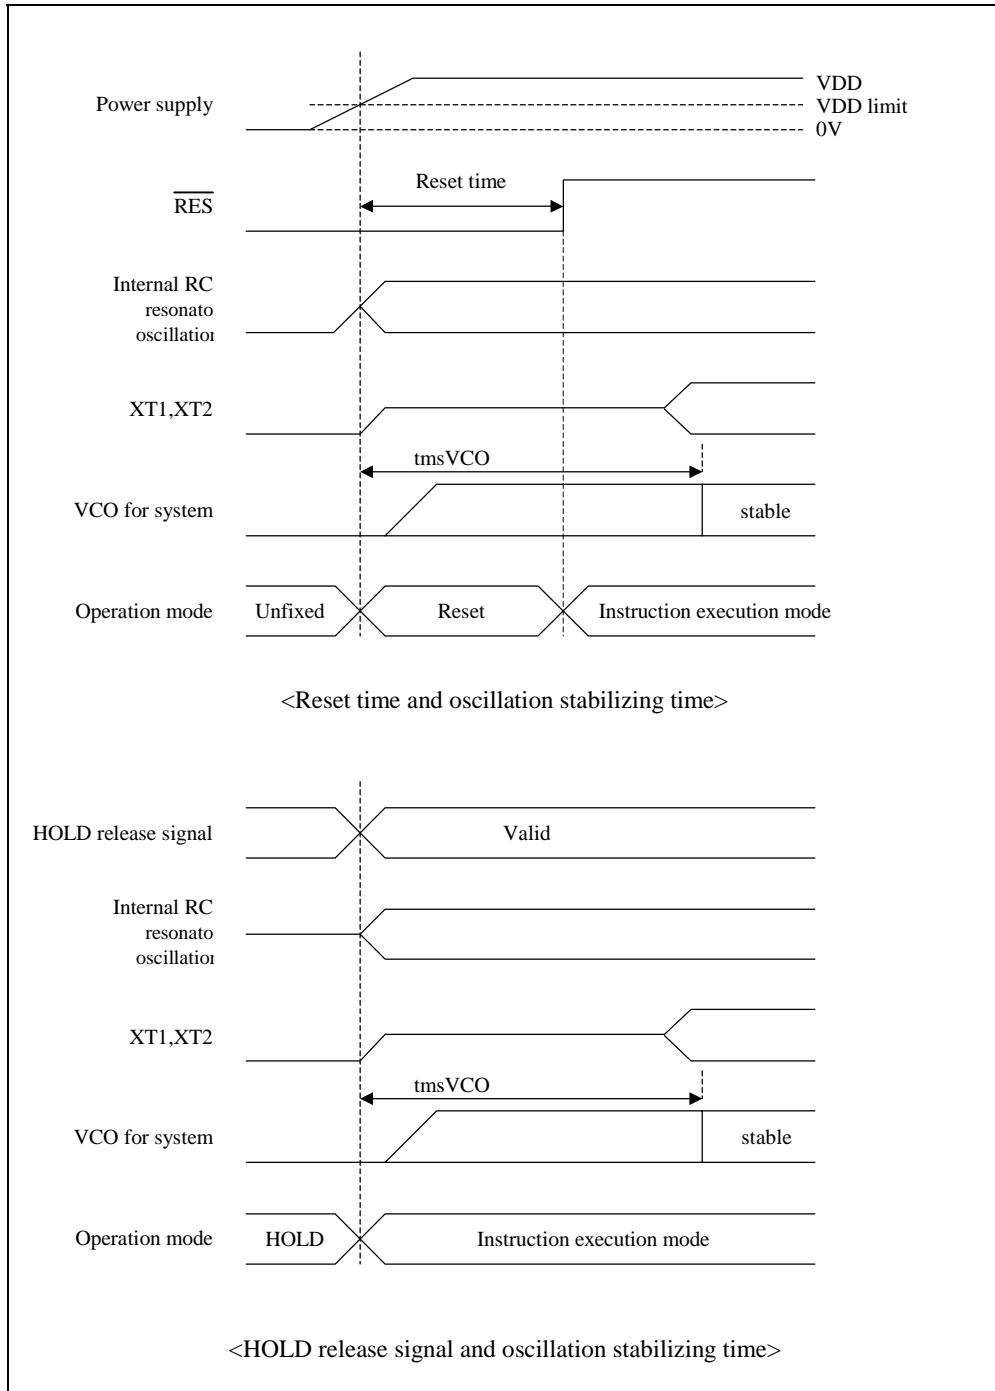 VDD
Power supply
VDD limit
0V
Reset time
RES
Internal RC
resonato
oscillation
XT1,XT2
tmsVCO
VCO for system
stable
Operation mode
Unfixed
Reset
Instruction execution mode
<Reset time and oscillation stabilizing time>
HOLD release signal
Valid
Internal RC
resonato
oscillation
XT1,XT2
tmsVCO
VCO for system
stable
Operation mode
HOLD
Instruction execution mode
<HOLD release signal and oscillation stabilizing time>